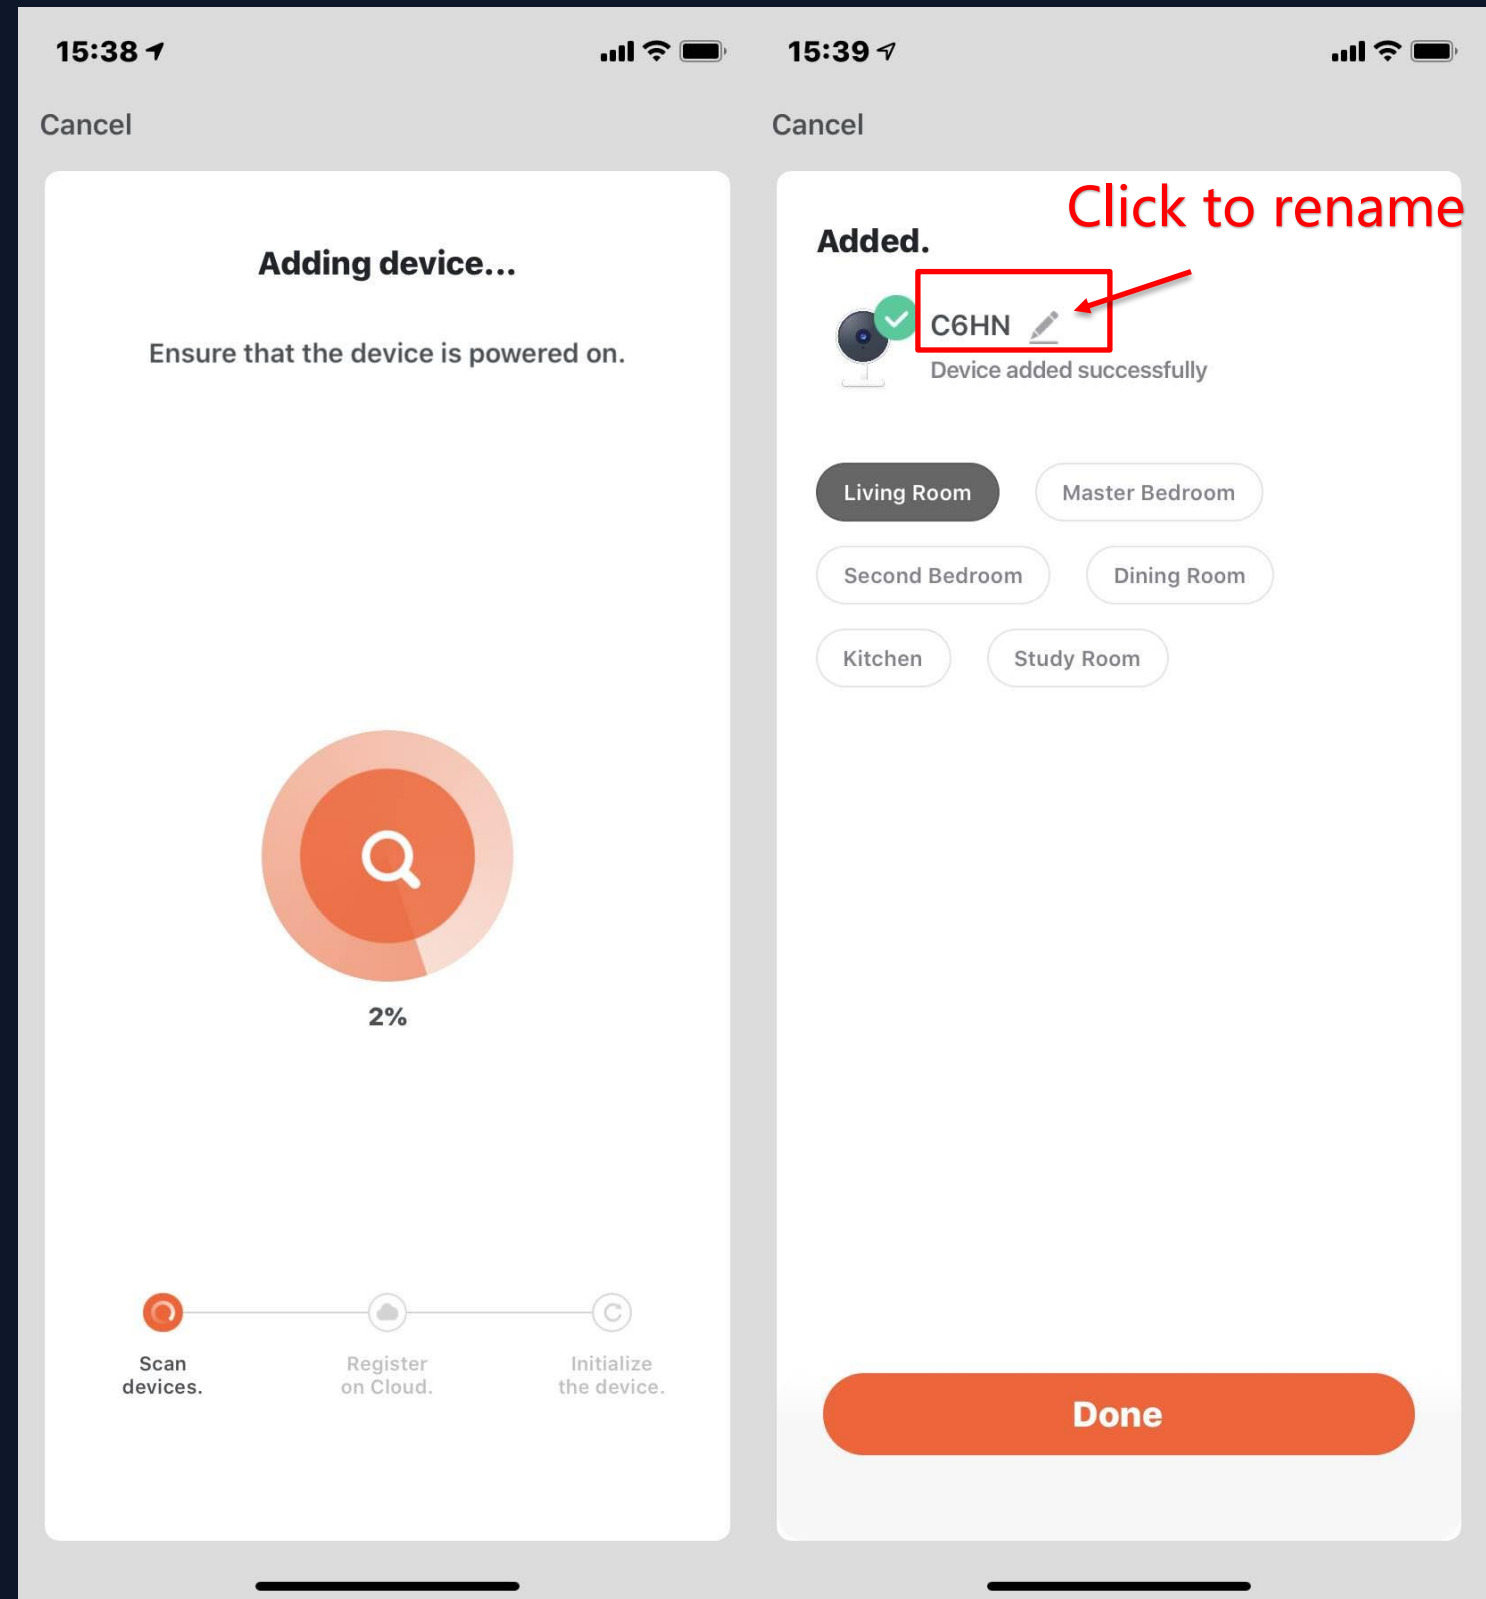 15:38
Cancel
Adding device...
Ensure that the device is powered on.
2%
Scan
devices.
Register
on Cloud.
Initialize
the device.
15:39
Cancel
Click to rename
Added.
C6HN
Device added successfully
Living Room
Master Bedroom
Second Bedroom
Dining Room
Kitchen
Study Room
Done